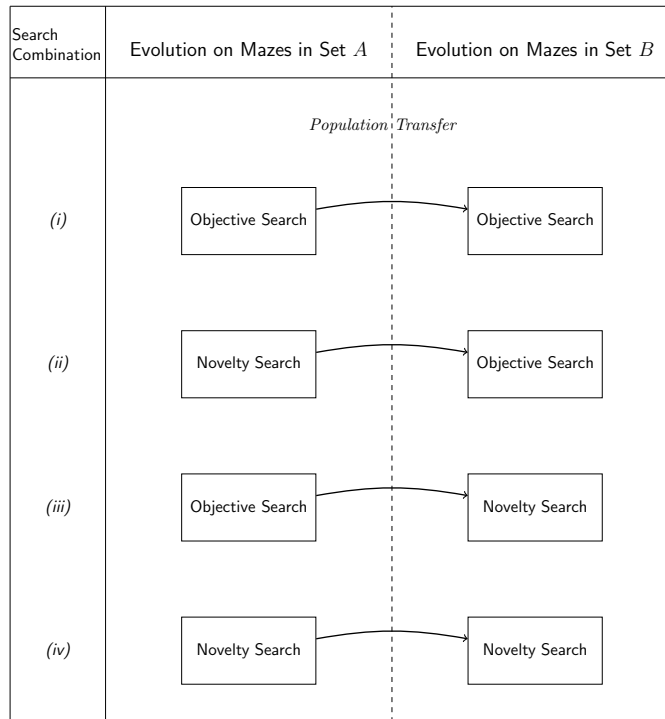 Search
Combination
Evolution on Mazes in Set A
Evolution on Mazes in Set B
Population Transfer
(i)
Objective Search
Objective Search
(ii)
Novelty Search
Objective Search
(iii)
Objective Search
Novelty Search
(iv)
Novelty Search
Novelty Search